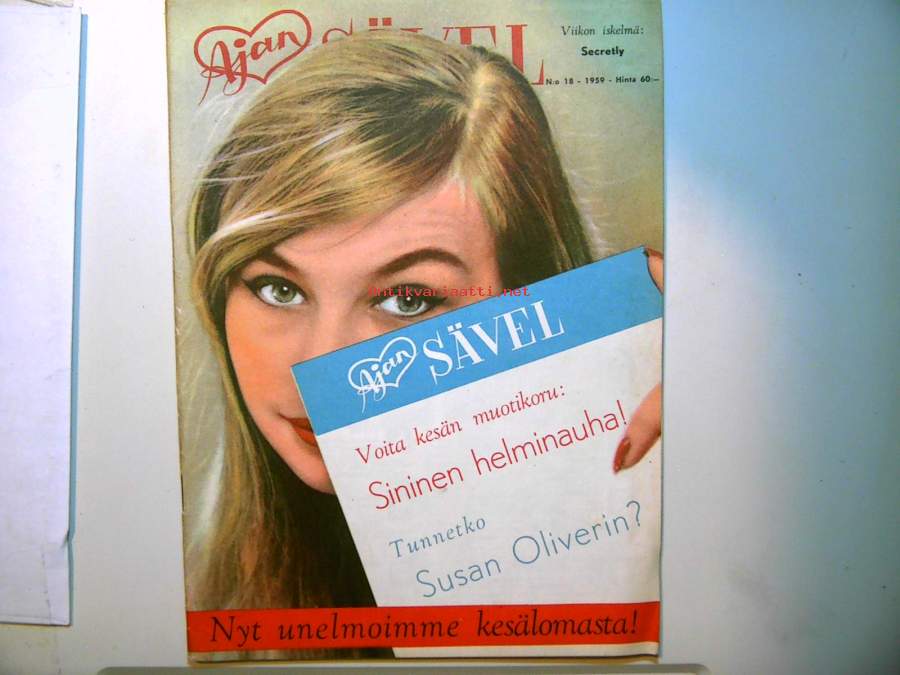 Ajan SÄVEL
Viikon iskelmä:
Secretly
N:o 18 - 1959 - Hinta 60:—
antikvariaatti.net
Ajan SÄVEL
Voita kesän muotikoru:
Sininen helminauha!
Tunnetko
Susan Oliverin?
Nyt unelmoimme kesälomasta!